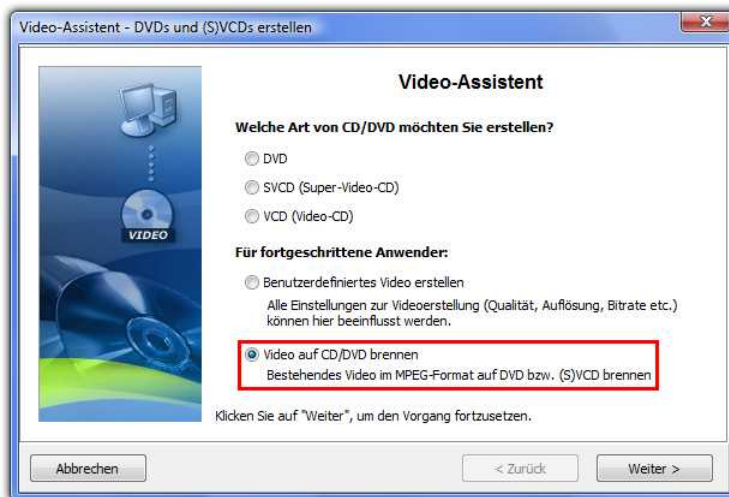 Video-Assistent - DVDs und (S)VCDs erstellen
Video-Assistent
Welche Art von CD/DVD möchten Sie erstellen?
DVD
SVCD (Super-Video-CD)
VCD (Video-CD)
VIDEO
Für fortgeschrittene Anwender:
Benutzerdefiniertes Video erstellen
Alle Einstellungen zur Videoerstellung (Qualität, Auflösung, Bitrate etc.)
können hier beeinflusst werden.
Video auf CD/DVD brennen
Bestehendes Video im MPEG-Format auf DVD bzw. (S)VCD brennen
Klicken Sie auf "Weiter", um den Vorgang fortzusetzen.
Abbrechen
< Zurück
Weiter >